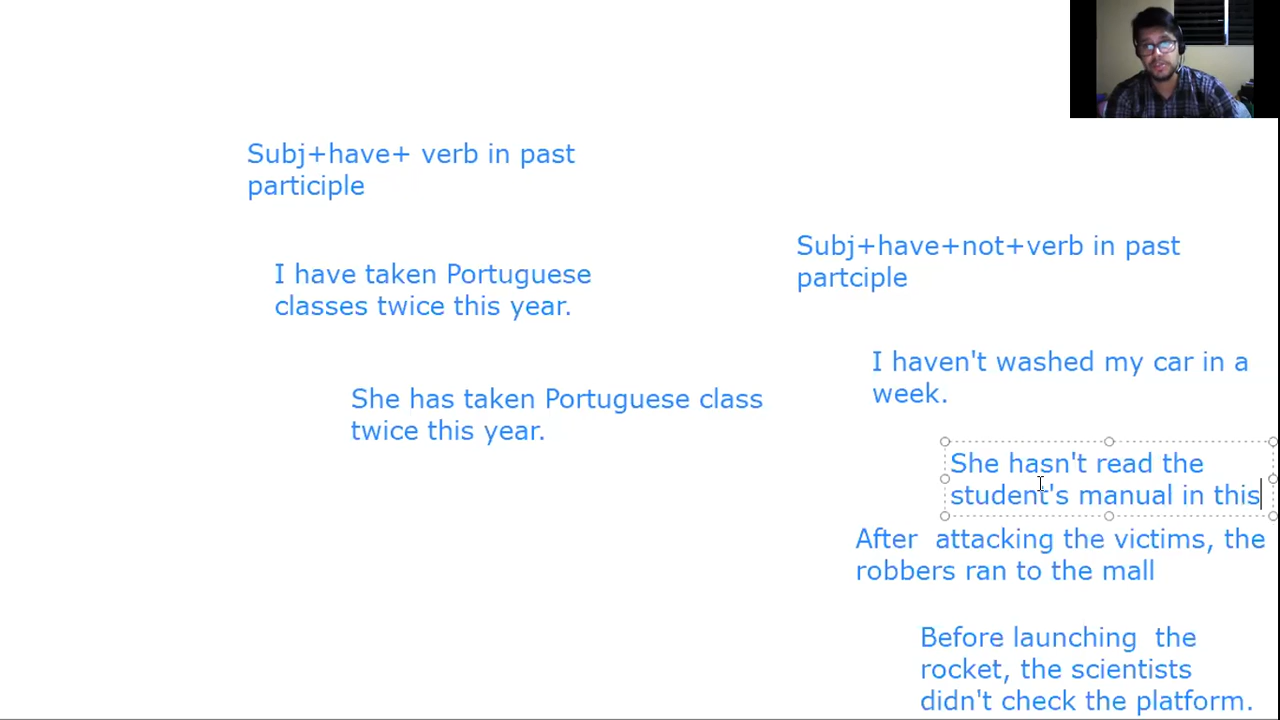 Subj+have+ verb in past
participle
I have taken Portuguese
classes twice this year.
She has taken Portuguese class
twice this year.
Subj+have+not+verb in past
partciple
I haven't washed my car in a
week.
She hasn't read the
student's manual in this
After  attacking the victims, the
robbers ran to the mall
Before launching  the
rocket, the scientists
didn't check the platform.